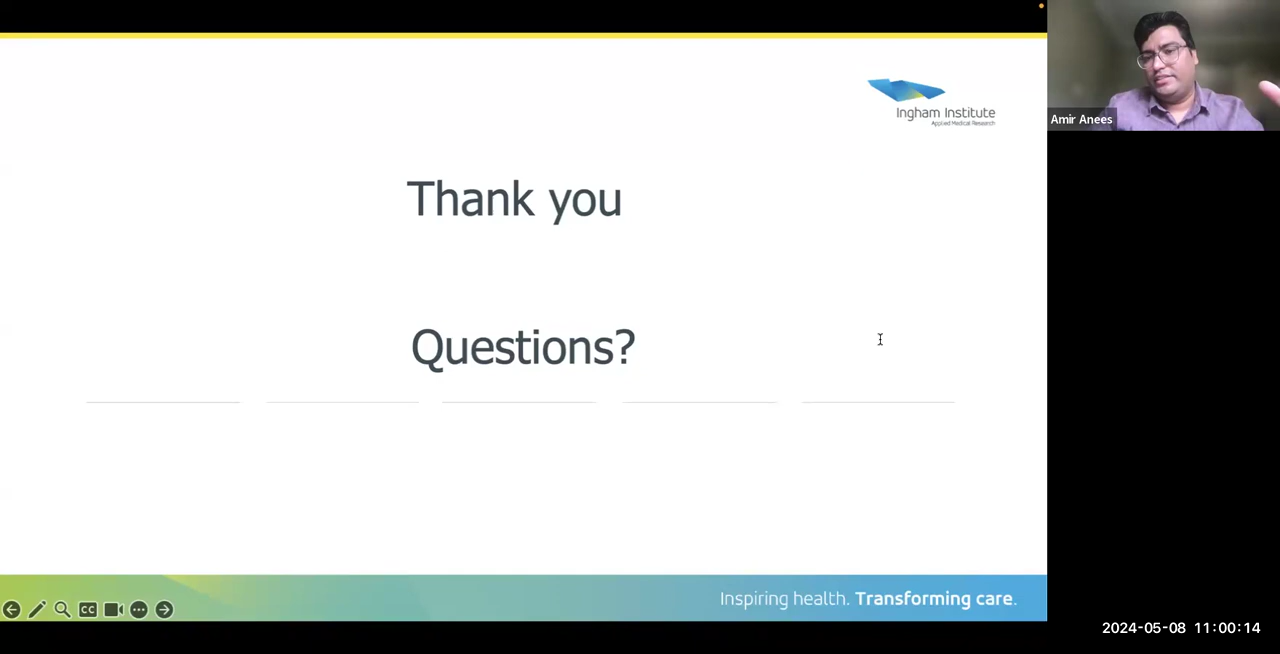 Ingham Institute
Applied Medical Research
Amir Anees
Thank you
Questions?
CC
Inspiring health. Transforming care.
2024-05-08 11:00:14